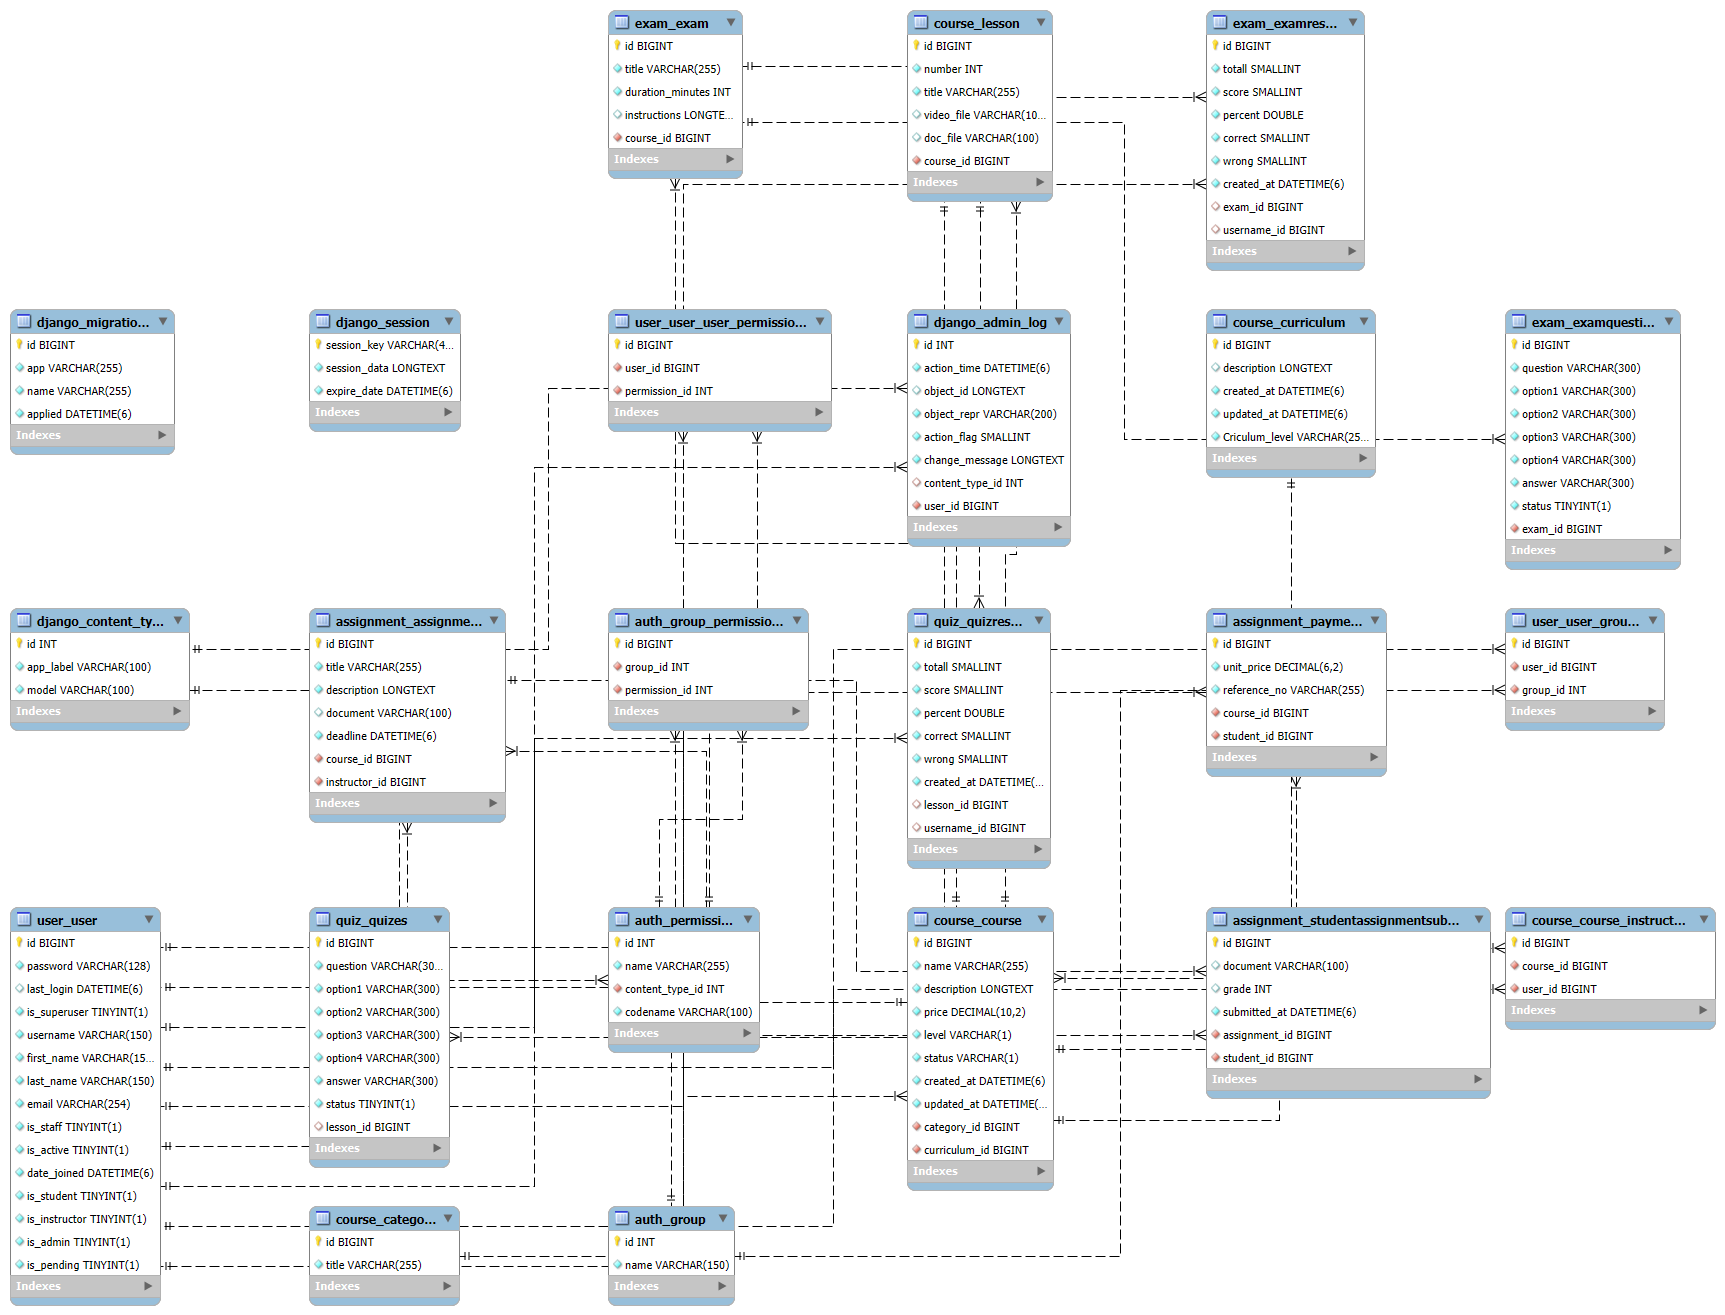 exam_exam
id BIGINT
title VARCHAR(255)
duration_minutes INT
instructions LONGTE...
course_id BIGINT
Indexes
course_lesson
id BIGINT
number INT
title VARCHAR(255)
video_file VARCHAR(10...
doc_file VARCHAR(100)
course_id BIGINT
Indexes
exam_examres...
id BIGINT
totall SMALLINT
score SMALLINT
percent DOUBLE
correct SMALLINT
wrong SMALLINT
created_at DATETIME(6)
exam_id BIGINT
username_id BIGINT
Indexes
django_migratio...
id BIGINT
app VARCHAR(255)
name VARCHAR(255)
applied DATETIME(6)
Indexes
django_session
session_key VARCHAR(4...
session_data LONGTEXT
expire_date DATETIME(6)
Indexes
user_user_user_permissio...
id BIGINT
user_id BIGINT
permission_id INT
Indexes
django_admin_log
id INT
action_time DATETIME(6)
object_id LONGTEXT
object_repr VARCHAR(200)
action_flag SMALLINT
change_message LONGTEXT
content_type_id INT
user_id BIGINT
Indexes
course_curriculum
id BIGINT
description LONGTEXT
created_at DATETIME(6)
updated_at DATETIME(6)
Criculum_level VARCHAR(25...
Indexes
exam_examquesti...
id BIGINT
question VARCHAR(300)
option1 VARCHAR(300)
option2 VARCHAR(300)
option3 VARCHAR(300)
option4 VARCHAR(300)
answer VARCHAR(300)
status TINYINT(1)
exam_id BIGINT
Indexes
django_content_ty...
id INT
app_label VARCHAR(100)
model VARCHAR(100)
Indexes
assignment_assignme...
id BIGINT
title VARCHAR(255)
description LONGTEXT
document VARCHAR(100)
deadline DATETIME(6)
course_id BIGINT
instructor_id BIGINT
Indexes
auth_group_permissio...
id BIGINT
group_id INT
permission_id INT
Indexes
quiz_quizres...
id BIGINT
totall SMALLINT
score SMALLINT
percent DOUBLE
correct SMALLINT
wrong SMALLINT
created_at DATETIME(...
lesson_id BIGINT
username_id BIGINT
Indexes
assignment_payme...
id BIGINT
unit_price DECIMAL(6,2)
reference_no VARCHAR(255)
course_id BIGINT
student_id BIGINT
Indexes
user_user_grou...
id BIGINT
user_id BIGINT
group_id INT
Indexes
user_user
id BIGINT
password VARCHAR(128)
last_login DATETIME(6)
is_superuser TINYINT(1)
username VARCHAR(150)
first_name VARCHAR(15...
last_name VARCHAR(150)
email VARCHAR(254)
is_staff TINYINT(1)
is_active TINYINT(1)
date_joined DATETIME(6)
is_student TINYINT(1)
is_instructor TINYINT(1)
is_admin TINYINT(1)
is_pending TINYINT(1)
Indexes
quiz_quizes
id BIGINT
question VARCHAR(30...
option1 VARCHAR(300)
option2 VARCHAR(300)
option3 VARCHAR(300)
option4 VARCHAR(300)
answer VARCHAR(300)
status TINYINT(1)
lesson_id BIGINT
Indexes
auth_permissi...
id INT
name VARCHAR(255)
content_type_id INT
codename VARCHAR(100)
Indexes
course_course
id BIGINT
name VARCHAR(255)
description LONGTEXT
price DECIMAL(10,2)
level VARCHAR(1)
status VARCHAR(1)
created_at DATETIME(6)
updated_at DATETIME(...
category_id BIGINT
curriculum_id BIGINT
Indexes
assignment_studentassignmentsub...
id BIGINT
document VARCHAR(100)
grade INT
submitted_at DATETIME(6)
assignment_id BIGINT
student_id BIGINT
Indexes
course_course_instruct...
id BIGINT
course_id BIGINT
user_id BIGINT
Indexes
course_catego...
id BIGINT
title VARCHAR(255)
Indexes
auth_group
id INT
name VARCHAR(150)
Indexes